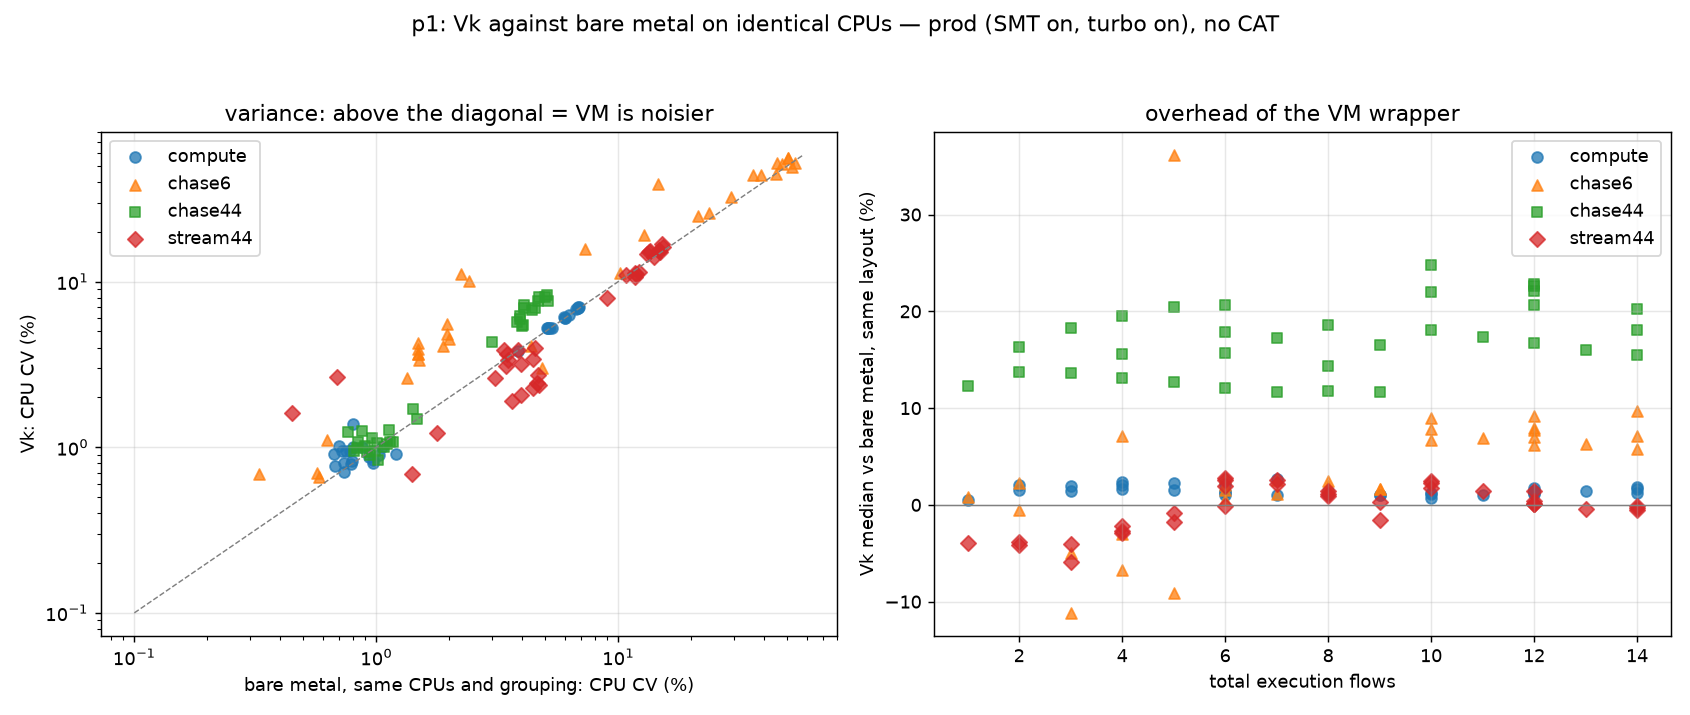 p1: Vk against bare metal on identical CPUs — prod (SMT on, turbo on), no CAT
variance: above the diagonal = VM is noisier
compute
chase6
chase44
stream44
10¹
10⁰
10⁻¹
Vk: CPU CV (%)
10⁻¹
10⁰
10¹
bare metal, same CPUs and grouping: CPU CV (%)
overhead of the VM wrapper
compute
chase6
chase44
stream44
30
20
10
0
−10
Vk median vs bare metal, same layout (%)
2
4
6
8
10
12
14
total execution flows